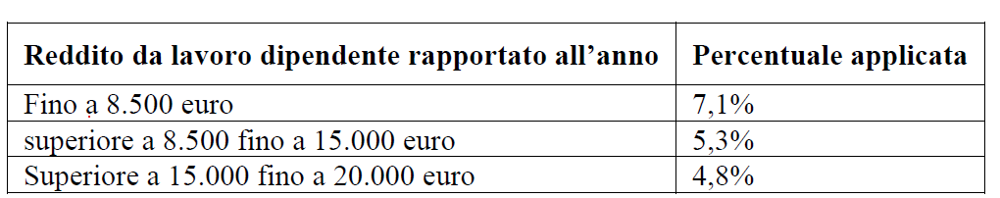 Reddito da lavoro dipendente rapportato all’anno Percentuale applicata
Fino a 8.500 euro 7,1%
superiore a 8.500 fino a 15.000 euro 5,3%
Superiore a 15.000 fino a 20.000 euro 4,8%